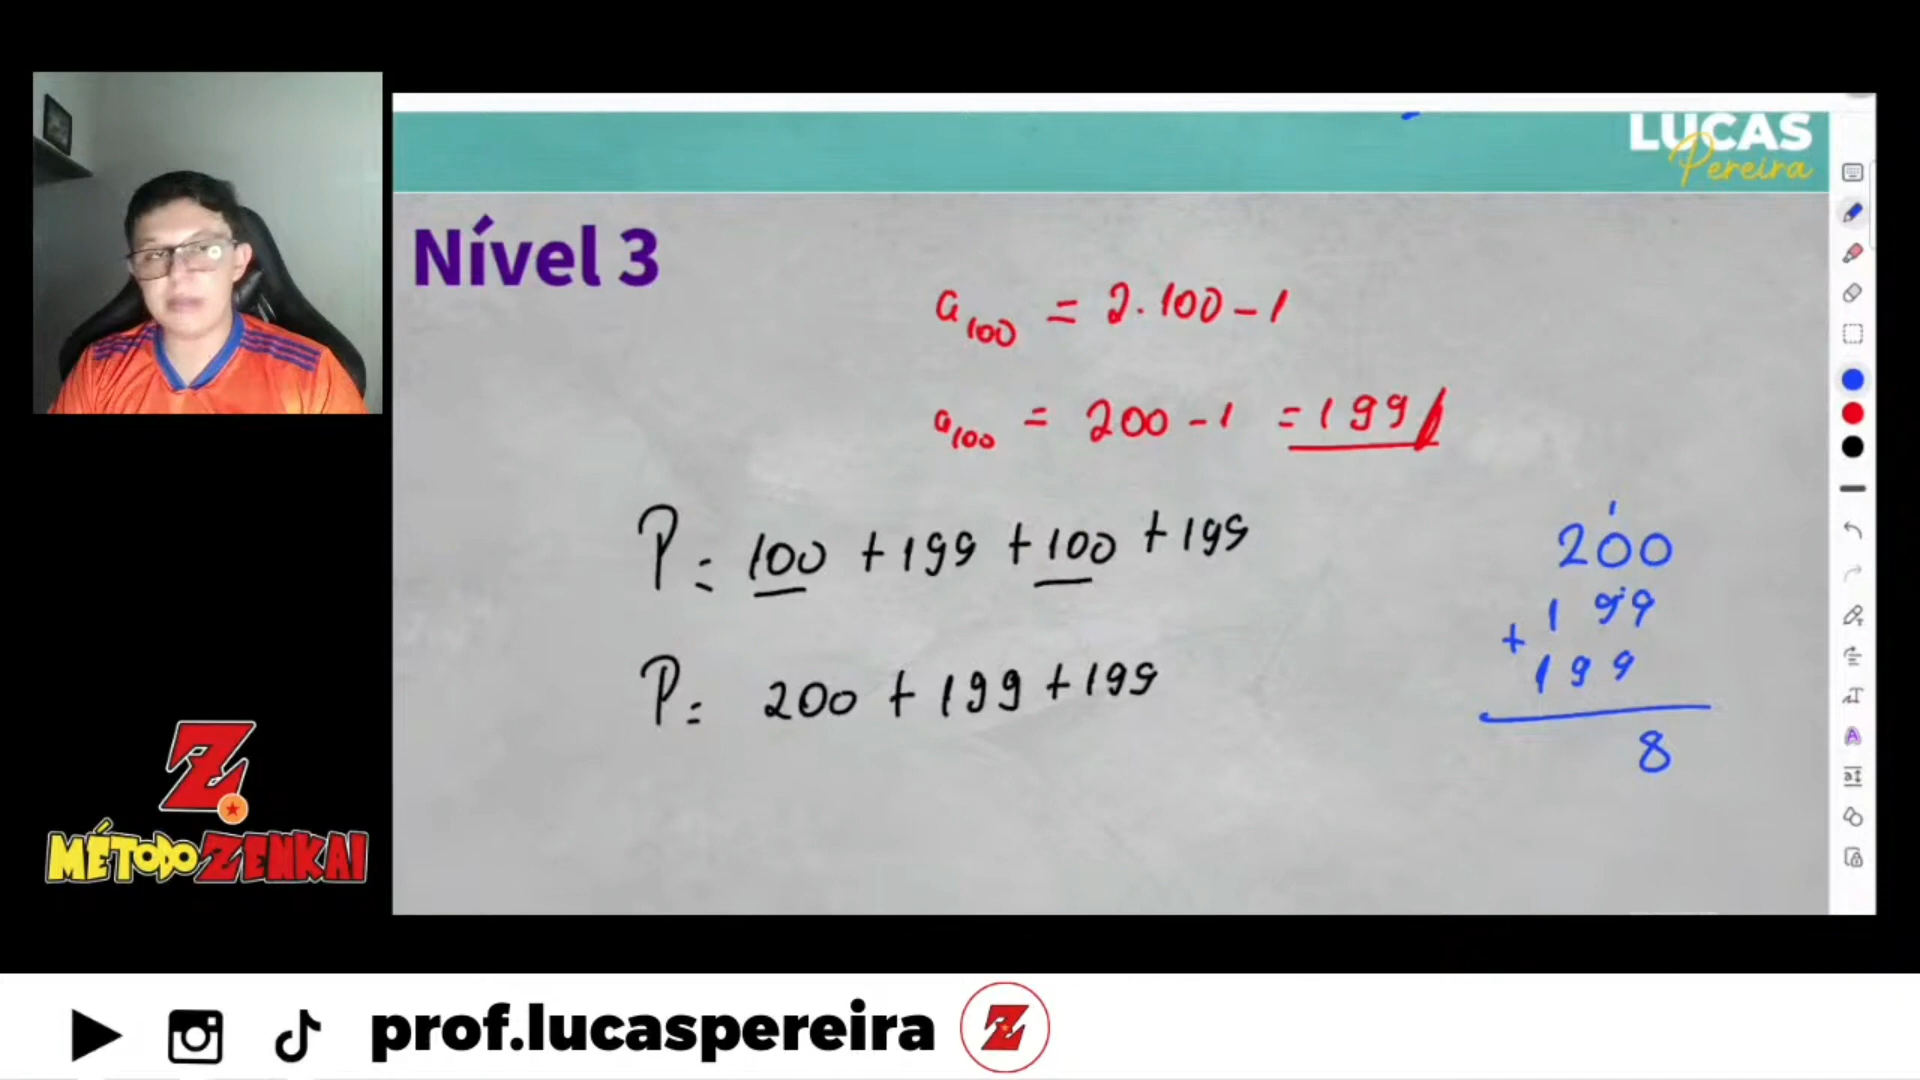 LUCAS
Pereira
Nível 3
a100 = 2.100 - 1
a100 = 200 - 1 = 199
P = 100 + 199 + 100 + 199
P = 200 + 199 + 199
1
200
199
+
199
8
Z
MÉTODO ZENKAI
prof.lucaspereira
Z